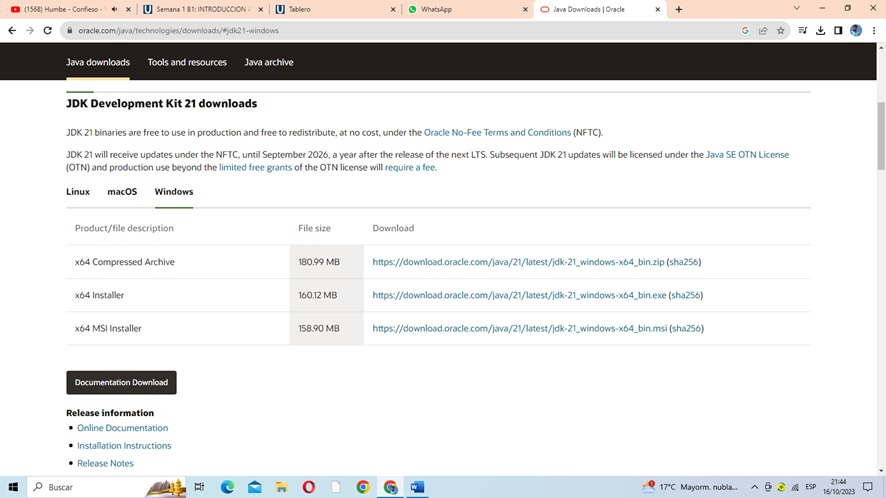 (1568) Humbe - Confieso -
Semana 1 B1: INTRODUCCION A
Tablero
WhatsApp
Java Downloads | Oracle
oracle.com/java/technologies/downloads/#jdk21-windows
Java downloads
Tools and resources
Java archive
JDK Development Kit 21 downloads
JDK 21 binaries are free to use in production and free to redistribute, at no cost, under the Oracle No-Fee Terms and Conditions (NFTC).
JDK 21 will receive updates under the NFTC, until September 2026, a year after the release of the next LTS. Subsequent JDK 21 updates will be licensed under the Java SE OTN License
(OTN) and production use beyond the limited free grants of the OTN license will require a fee.
Linux
macOS
Windows
Product/file description
File size
Download
x64 Compressed Archive
180.99 MB
https://download.oracle.com/java/21/latest/jdk-21_windows-x64_bin.zip (sha256)
x64 Installer
160.12 MB
https://download.oracle.com/java/21/latest/jdk-21_windows-x64_bin.exe (sha256)
x64 MSI Installer
158.90 MB
https://download.oracle.com/java/21/latest/jdk-21_windows-x64_bin.msi (sha256)
Documentation Download
Release information
Online Documentation
Installation Instructions
Release Notes
Buscar
17°C Mayorm. nubla...
ESP
21:44
16/10/2023